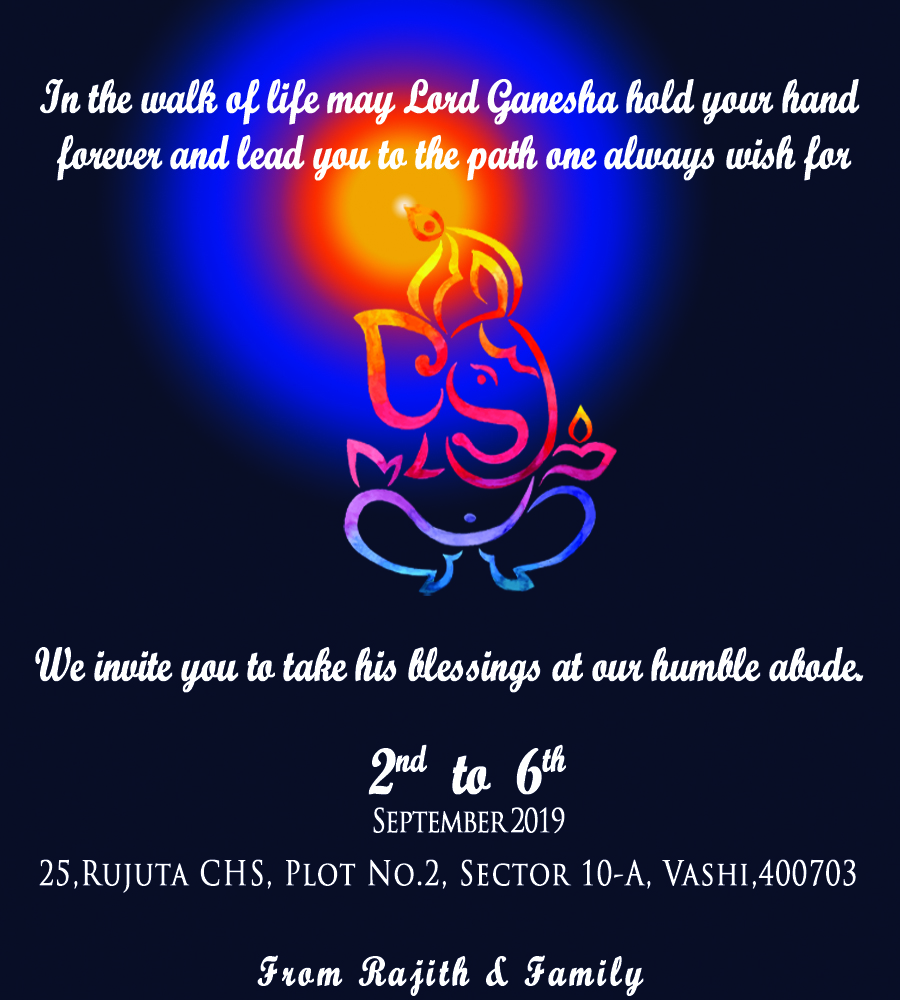 In the walk of life may Lord Ganesha hold your hand
forever and lead you to the path one always wish for
We invite you to take his blessings at our humble abode.
2nd to 6th
September 2019
25,Rujuta CHS, Plot No.2, Sector 10-A, Vashi,400703
From Rajith & Family